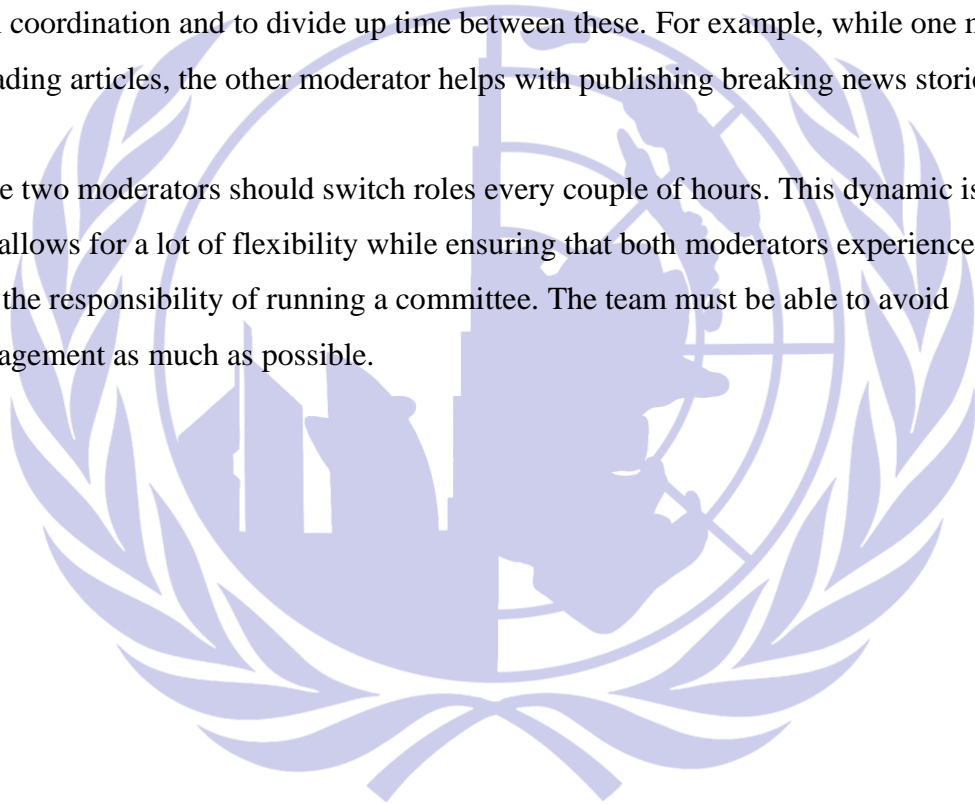 coordination and to divide up time between these. For example, while one
articles, the other moderator helps with publishing breaking news
two moderators should switch roles every couple of hours. This dynamic is
allows for a lot of flexibility while ensuring that both moderators experience
the responsibility of running a committee. The team must be able to avoid
as much as possible.